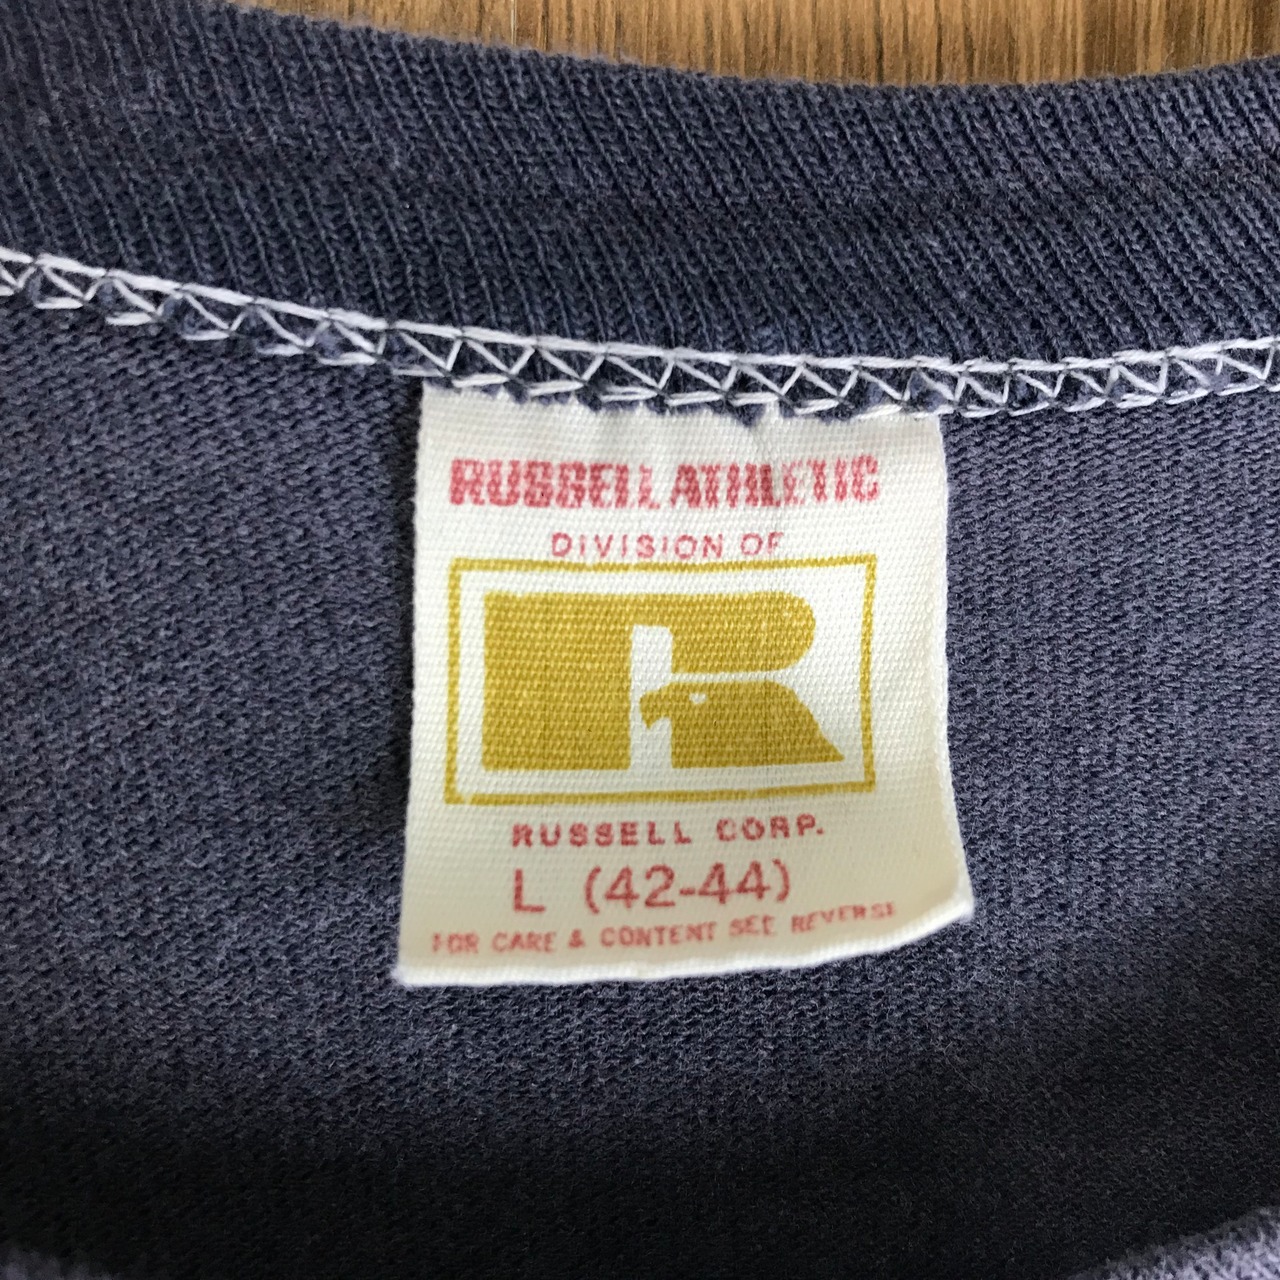 RUSSELL ATHLETIC
DIVISION OF
R
RUSSELL CORP.
L (42-44)
FOR CARE & CONTENT SEE REVERSE